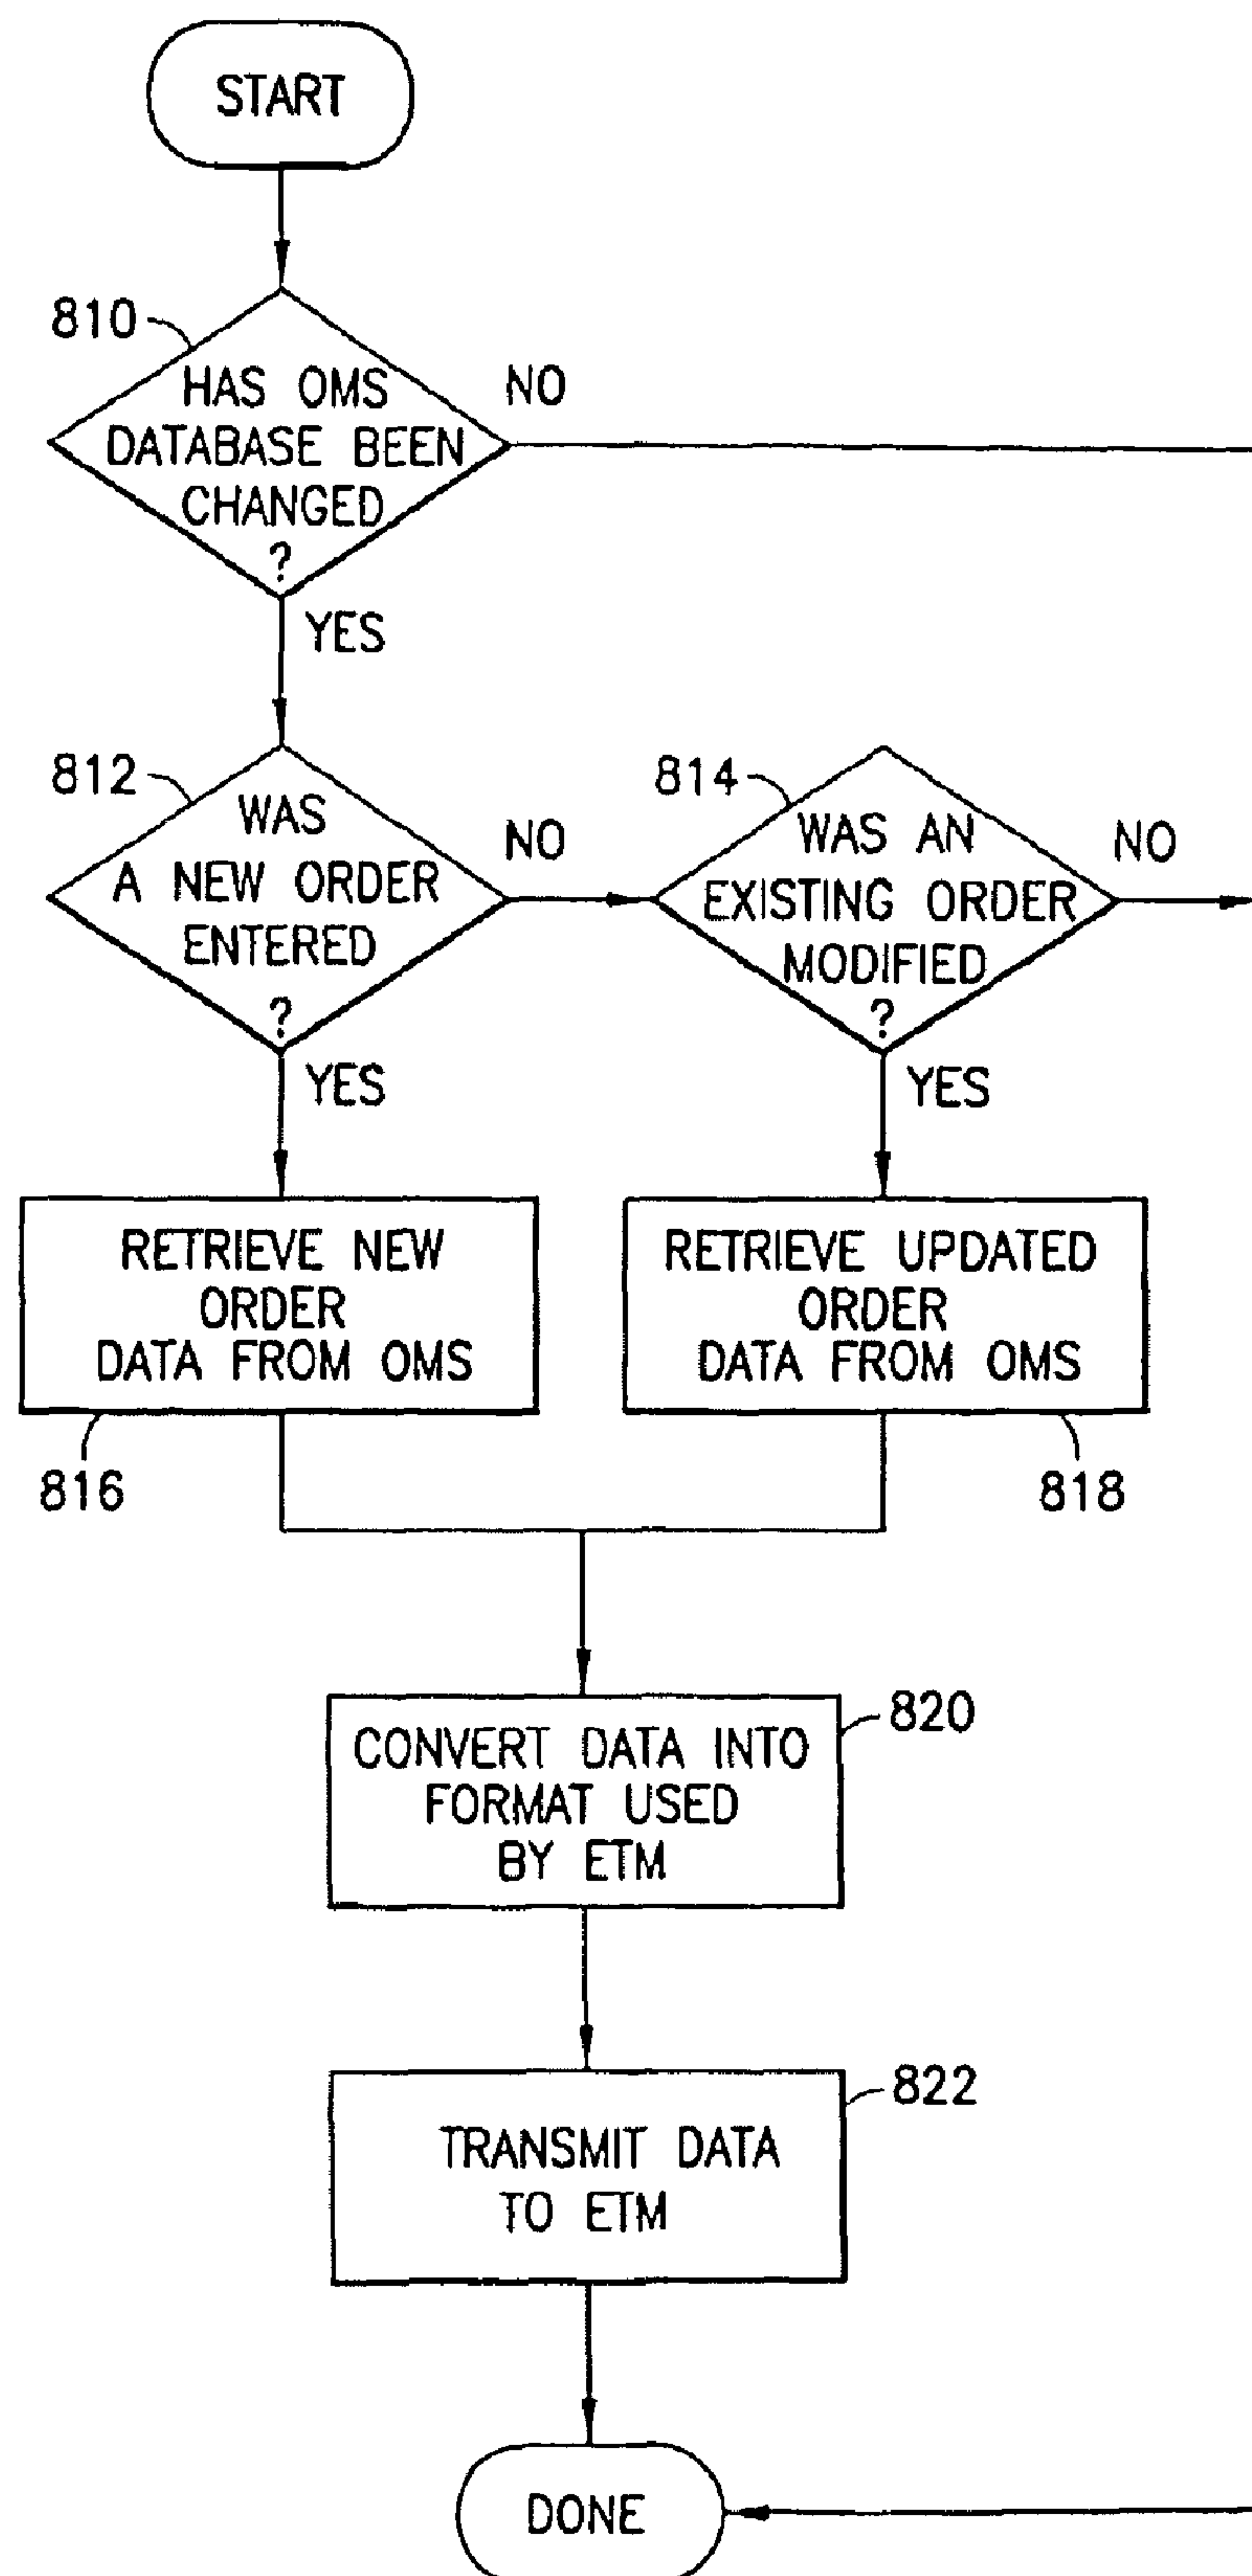 START
810
HAS OMS
DATABASE BEEN
CHANGED
?
NO
YES
812
WAS
A NEW ORDER
ENTERED
?
NO
YES
814
WAS AN
EXISTING ORDER
MODIFIED
?
NO
YES
RETRIEVE NEW
ORDER
DATA FROM OMS
816
RETRIEVE UPDATED
ORDER
DATA FROM OMS
818
CONVERT DATA INTO
FORMAT USED
BY ETM
820
TRANSMIT DATA
TO ETM
822
DONE